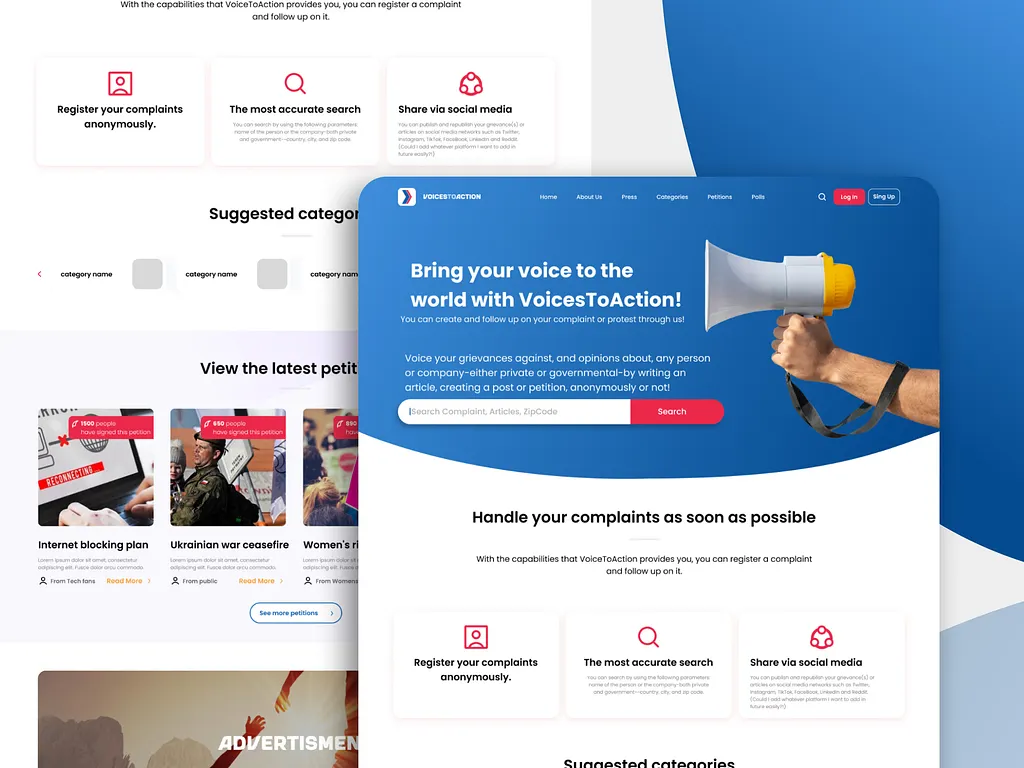 With the capabilities that VoiceToAction provides you, you can register a complaint
and follow up on it.
Register your complaints
anonymously.
The most accurate search
You can search by using the following parameters:
name of the person or the company-both private
and government--country, city, and zip code.
Share via social media
You can publish and republish your grievance(s) or
articles on social media networks such as Twitter,
Instagram, TikTok, FaceBook, LinkedIn and Reddit.
(Could I add whatever platform I want to add in
future easily?!)
Suggested categor
category name
category name
category nam
View the latest petit
1500 people
have signed this petition
650 people
have signed this petition
RECONNECTING...
Internet blocking plan
Lorem ipsum dolor sit amet, consectetur
adipiscing elit. Fusce dolor arcu commodo.
From Tech fans
Read More
Ukrainian war ceasefire
Lorem ipsum dolor sit amet, consectetur
adipiscing elit. Fusce dolor arcu commodo.
From public
Read More
Women's ri
From Womens
See more petitions
ADVERTISMEN
VOICESTOACTION
Home
About Us
Press
Categories
Petitions
Polls
Log In
Sing Up
Bring your voice to the
world with VoicesToAction!
You can create and follow up on your complaint or protest through us!
Voice your grievances against, and opinions about, any person
or company-either private or governmental-by writing an
article, creating a post or petition, anonymously or not!
Search Complaint, Articles, ZipCode
Search
Handle your complaints as soon as possible
With the capabilities that VoiceToAction provides you, you can register a complaint
and follow up on it.
Register your complaints
anonymously.
The most accurate search
You can search by using the following parameters:
name of the person or the company-both private
and government--country, city, and zip code.
Share via social media
You can publish and republish your grievance(s) or
articles on social media networks such as Twitter,
Instagram, TikTok, FaceBook, LinkedIn and Reddit.
(Could I add whatever platform I want to add in
future easily?!)
Suggested categories